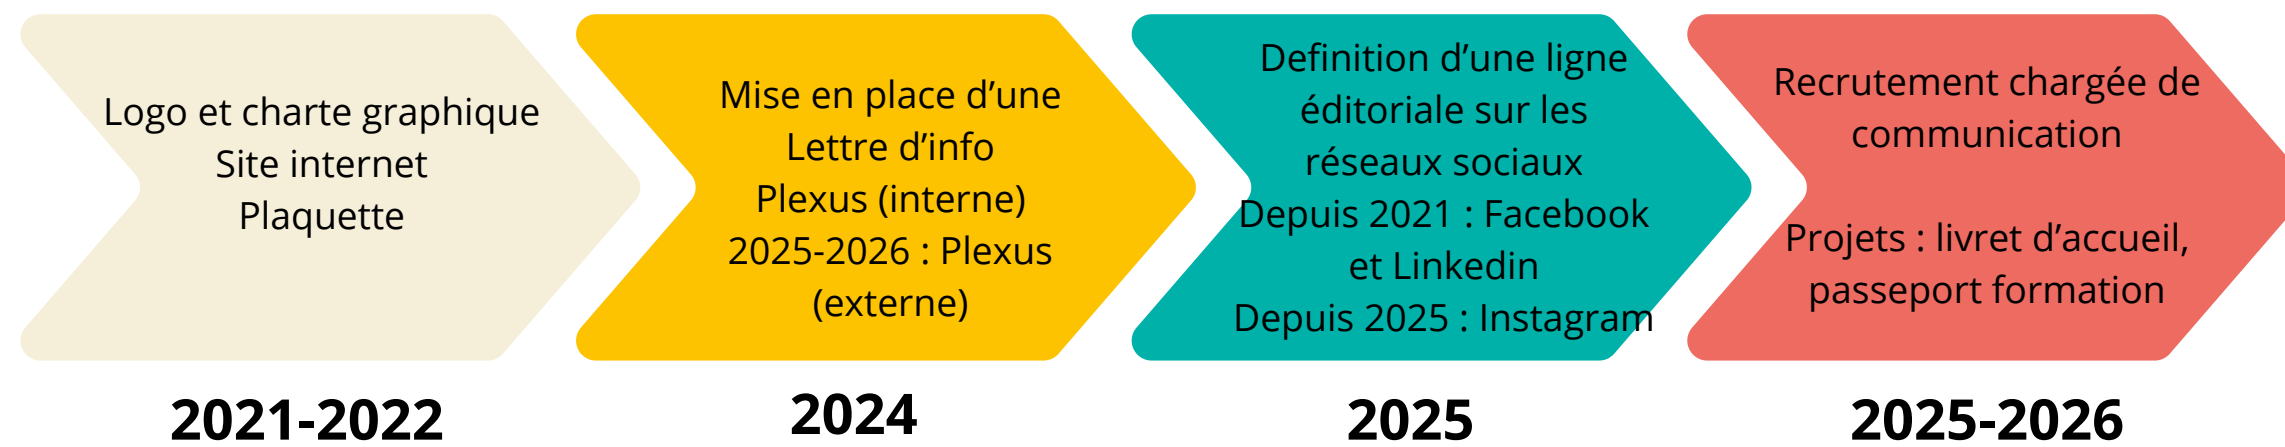 Logo et charte graphique
Site internet
Plaquette
2021-2022
Mise en place d’une
Lettre d’info
Plexus (interne)
2025-2026 : Plexus
(externe)
2024
Definition d’une ligne
éditoriale sur les
réseaux sociaux
Depuis 2021 : Facebook
et Linkedin
Depuis 2025 : Instagram
2025
Recrutement chargée de
communication
Projets : livret d’accueil,
passeport formation
2025-2026